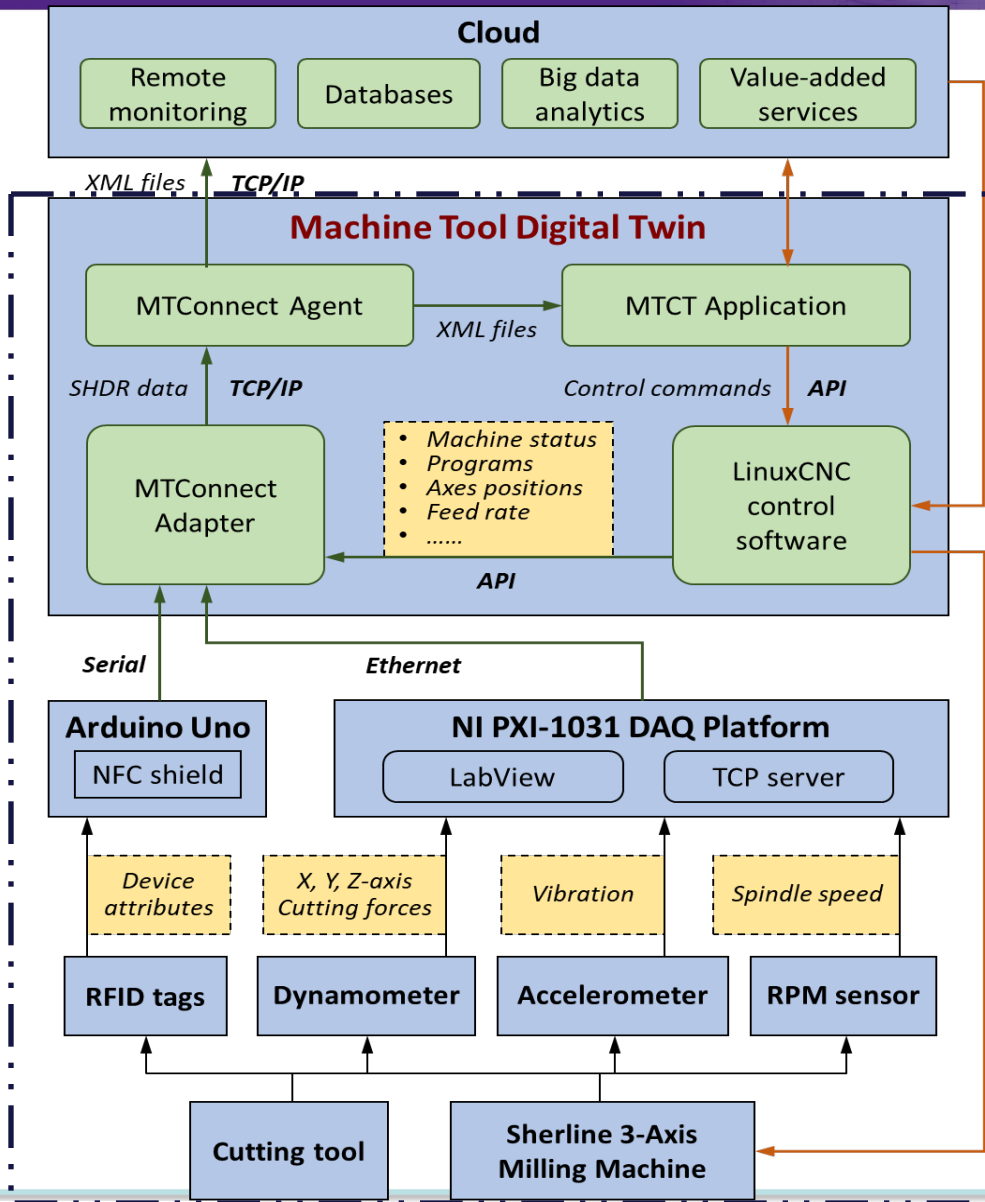 Cloud
Remote
monitoring
Databases
Big data
analytics
Value-added
services
XML files
TCP/IP
Machine Tool Digital Twin
MTConnect Agent
XML files
MTCT Application
SHDR data
TCP/IP
Control commands
API
MTConnect
Adapter
• Machine status
• Programs
• Axes positions
• Feed rate
• ......
API
LinuxCNC
control
software
Serial
Ethernet
Arduino Uno
NFC shield
NI PXI-1031 DAQ Platform
LabView
TCP server
Device
attributes
X, Y, Z-axis
Cutting forces
Vibration
Spindle speed
RFID tags
Dynamometer
Accelerometer
RPM sensor
Cutting tool
Sherline 3-Axis
Milling Machine